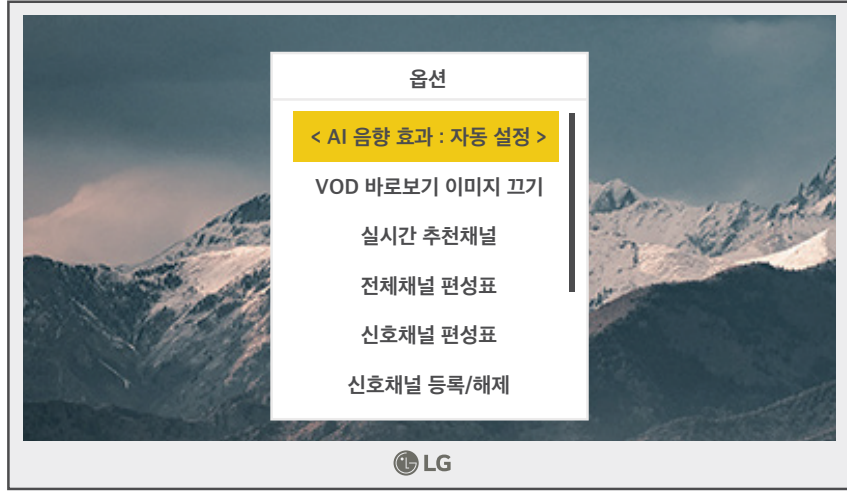 옵션
< AI 음향 효과 : 자동 설정 >
VOD 바로보기 이미지 끄기
실시간 추천채널
전체채널 편성표
신호채널 편성표
신호채널 등록/해제
LG